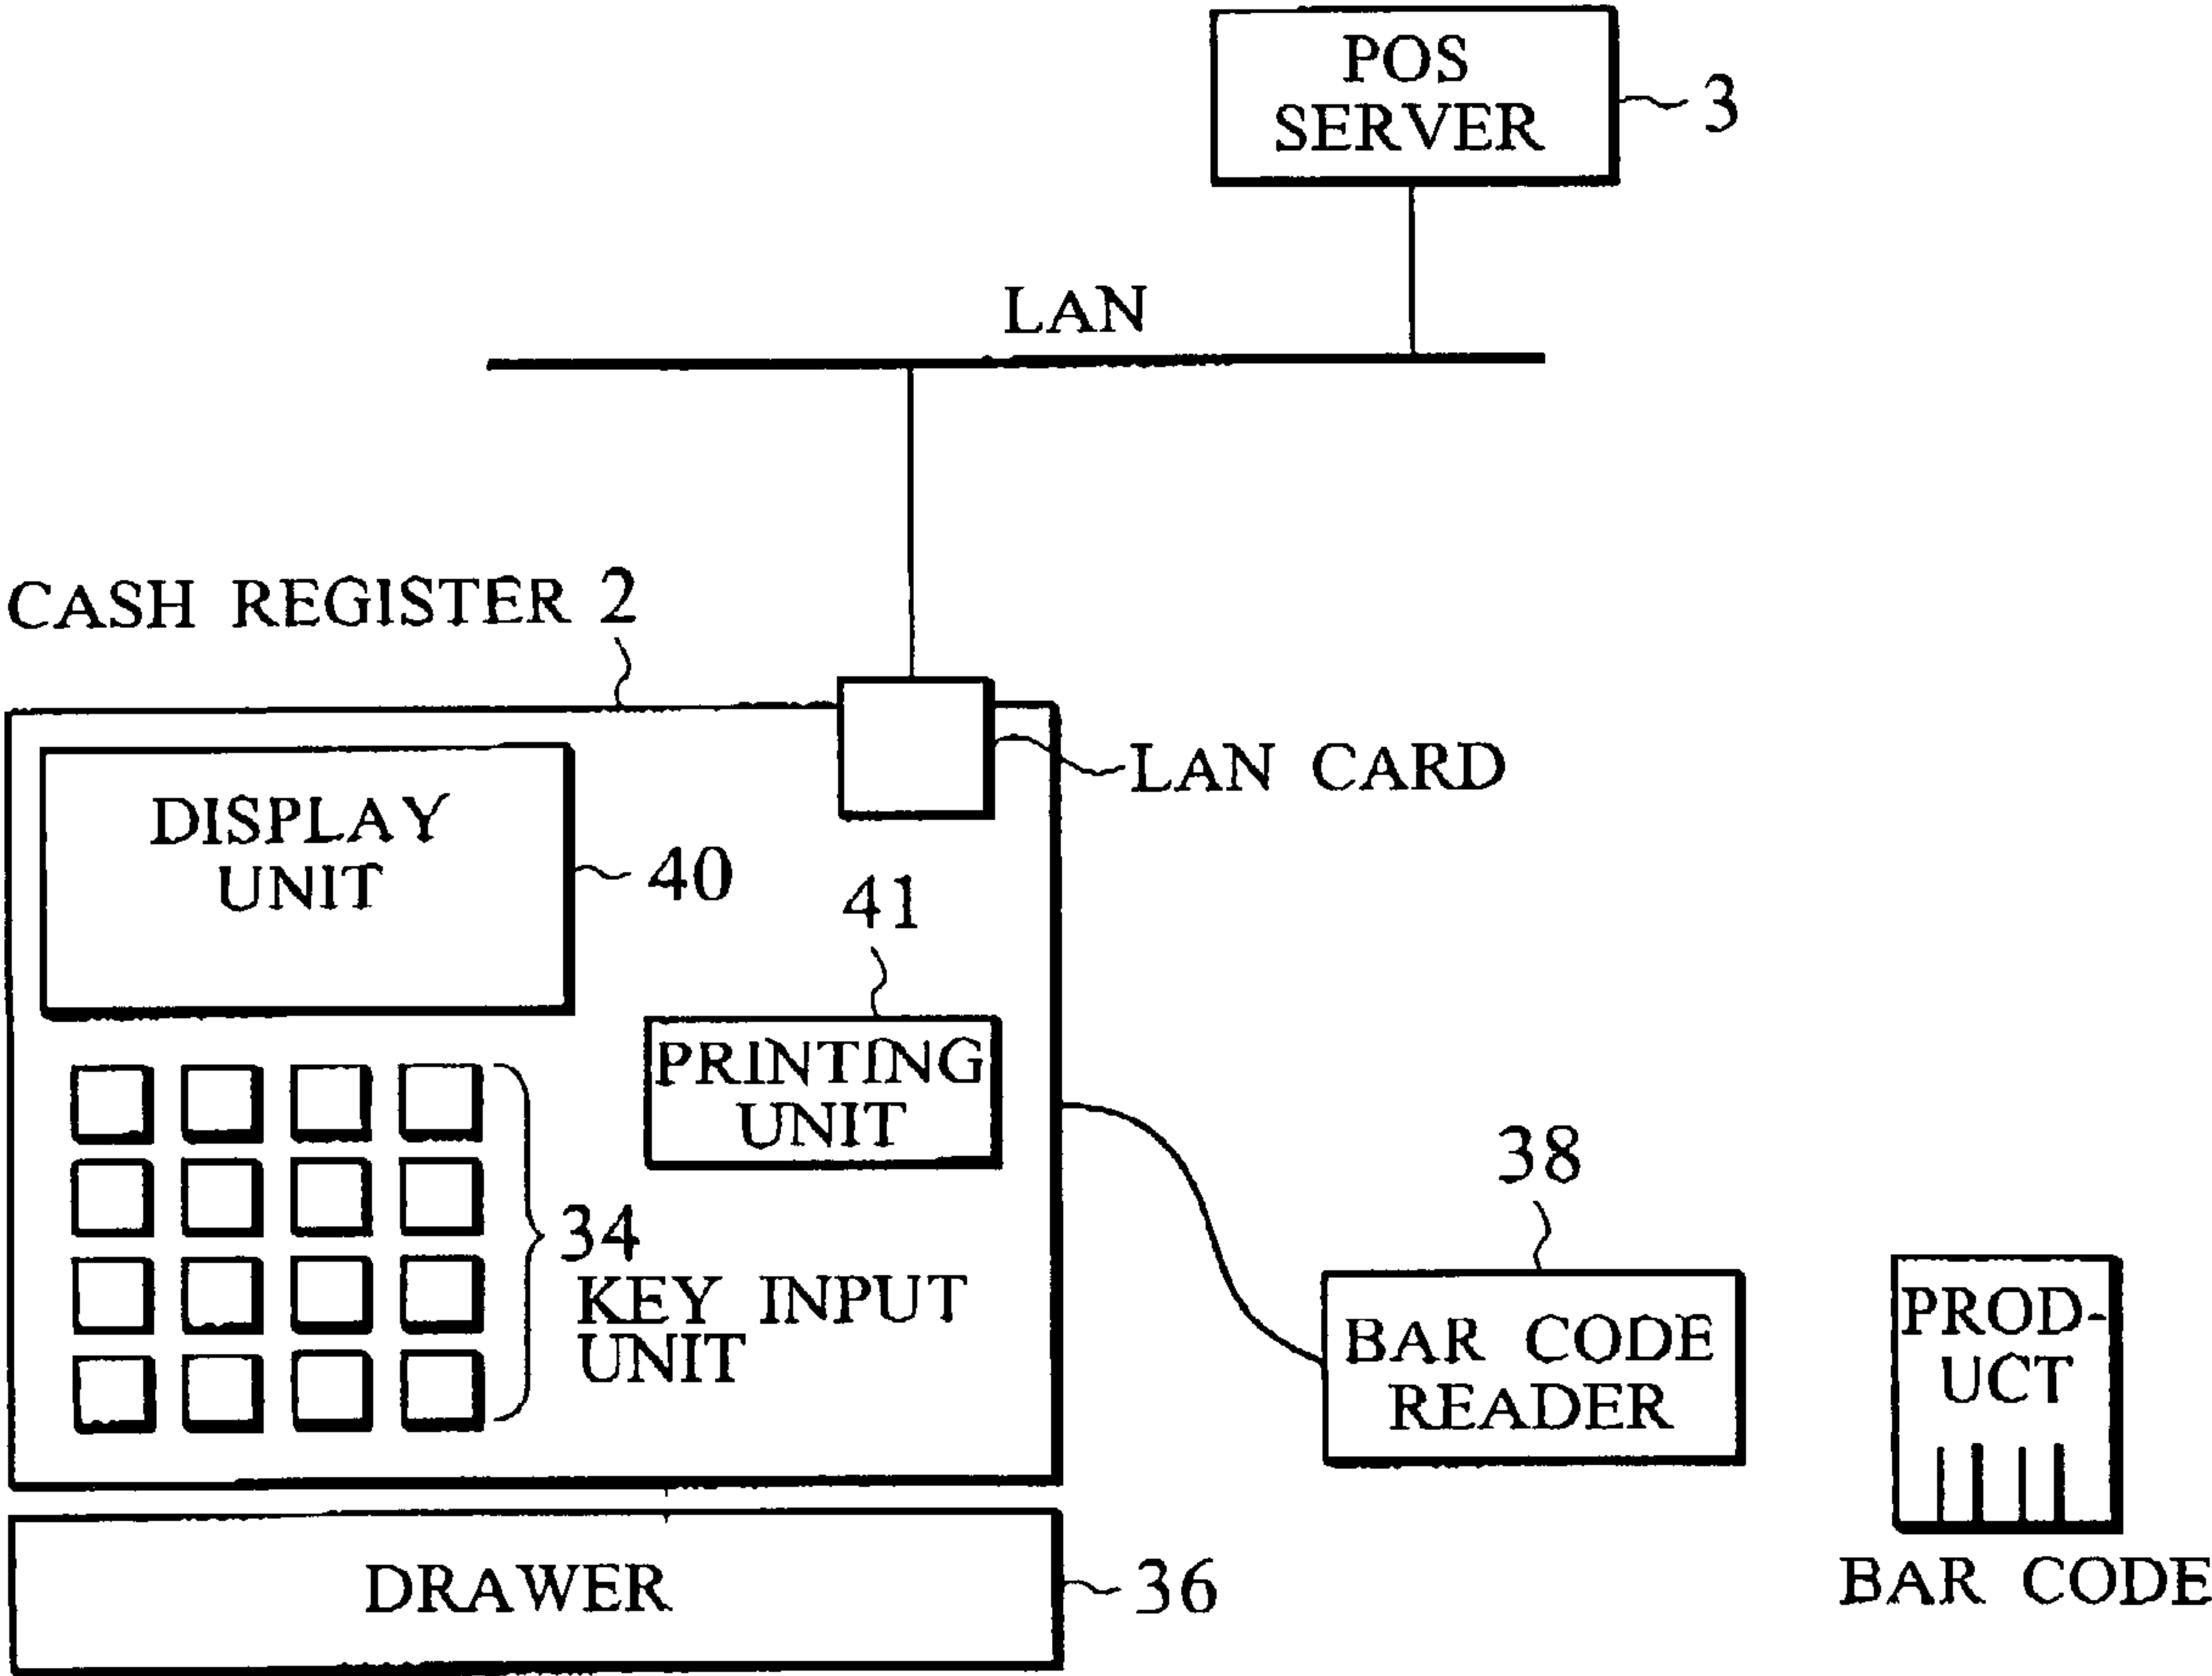 POS
SERVER
3
LAN
CASH REGISTER 2
LAN CARD
DISPLAY
UNIT
40
41
PRINTING
UNIT
34
KEY INPUT
UNIT
38
BAR CODE
READER
PROD-
UCT
BAR CODE
DRAWER
36